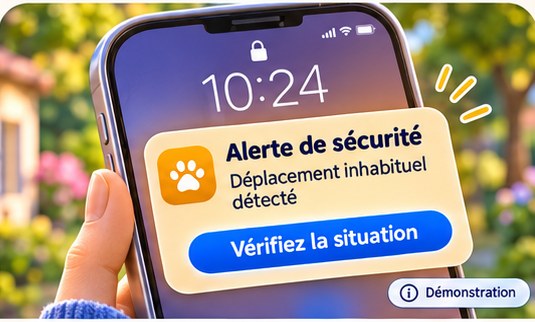 10:24
Alerte de sécurité
Déplacement inhabituel
détecté
Vérifiez la situation
Démonstration